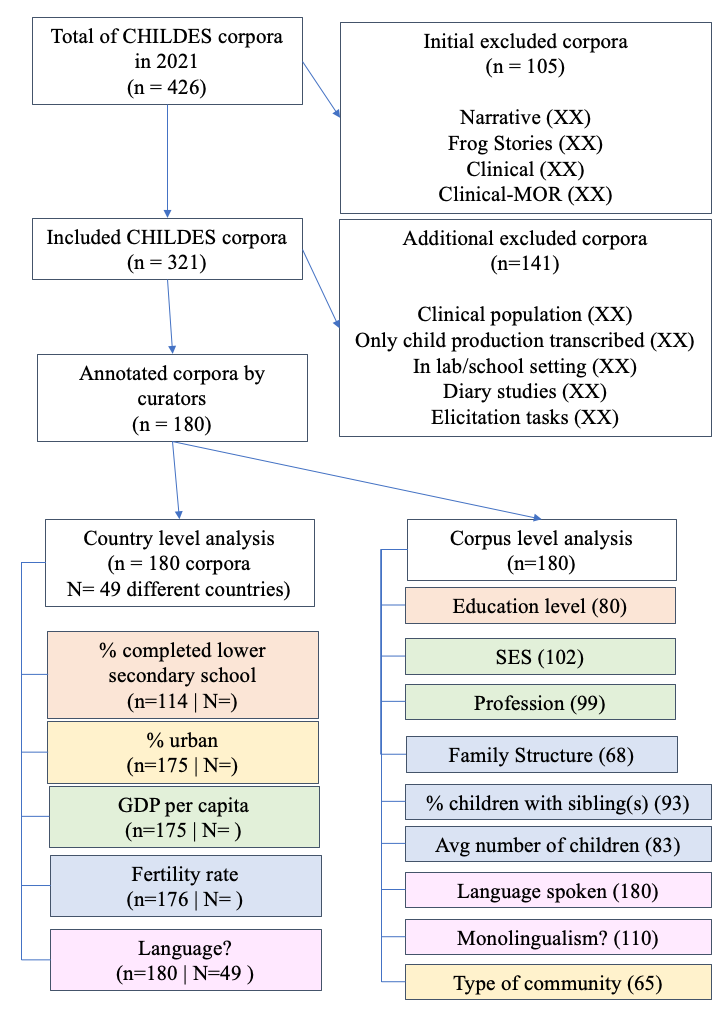 Total of CHILDES corpora
in 2021
(n = 426)
Initial excluded corpora
(n = 105)
Narrative (XX)
Frog Stories (XX)
Clinical (XX)
Clinical-MOR (XX)
Included CHILDES corpora
(n = 321)
Additional excluded corpora
(n=141)
Clinical population (XX)
Only child production transcribed (XX)
In lab/school setting (XX)
Diary studies (XX)
Elicitation tasks (XX)
Annotated corpora by
curators
(n = 180)
Country level analysis
(n = 180 corpora
N= 49 different countries)
% completed lower
secondary school
(n=114 | N=)
% urban
(n=175 | N=)
GDP per capita
(n=175 | N= )
Fertility rate
(n=176 | N= )
Language?
(n=180 | N=49 )
Corpus level analysis
(n=180)
Education level (80)
SES (102)
Profession (99)
Family Structure (68)
% children with sibling(s) (93)
Avg number of children (83)
Language spoken (180)
Monolingualism? (110)
Type of community (65)